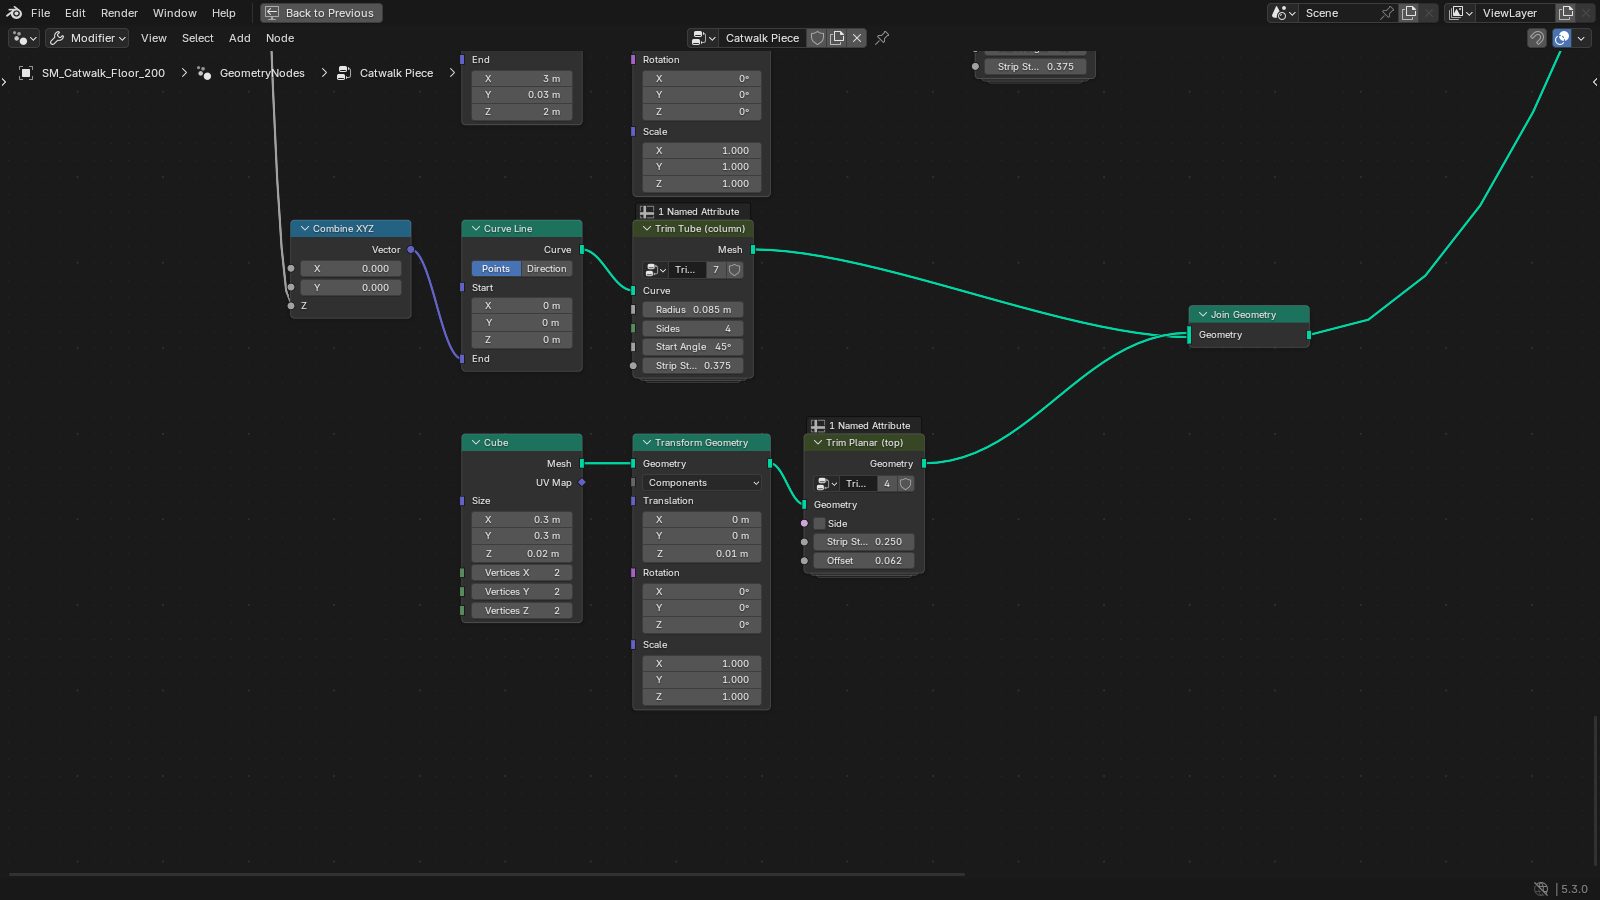 File Edit Render Window Help Back to Previous Scene ViewLayer
Modifier View Select Add Node Catwalk Piece
SM_Catwalk_Floor_200 GeometryNodes Catwalk Piece
End
X 3 m
Y 0.03 m
Z 2 m
Rotation
X 0°
Y 0°
Z 0°
Scale
X 1.000
Y 1.000
Z 1.000
Strip St... 0.375
Combine XYZ
Vector
X 0.000
Y 0.000
Z
Curve Line
Curve
Points Direction
Start
X 0 m
Y 0 m
Z 0 m
End
1 Named Attribute
Trim Tube (column)
Mesh
Tri... 7
Curve
Radius 0.085 m
Sides 4
Start Angle 45°
Strip St... 0.375
Join Geometry
Geometry
Cube
Mesh
UV Map
Size
X 0.3 m
Y 0.3 m
Z 0.02 m
Vertices X 2
Vertices Y 2
Vertices Z 2
Transform Geometry
Geometry
Components
Translation
X 0 m
Y 0 m
Z 0.01 m
Rotation
X 0°
Y 0°
Z 0°
Scale
X 1.000
Y 1.000
Z 1.000
1 Named Attribute
Trim Planar (top)
Geometry
Tri... 4
Geometry
Side
Strip St... 0.250
Offset 0.062
5.3.0